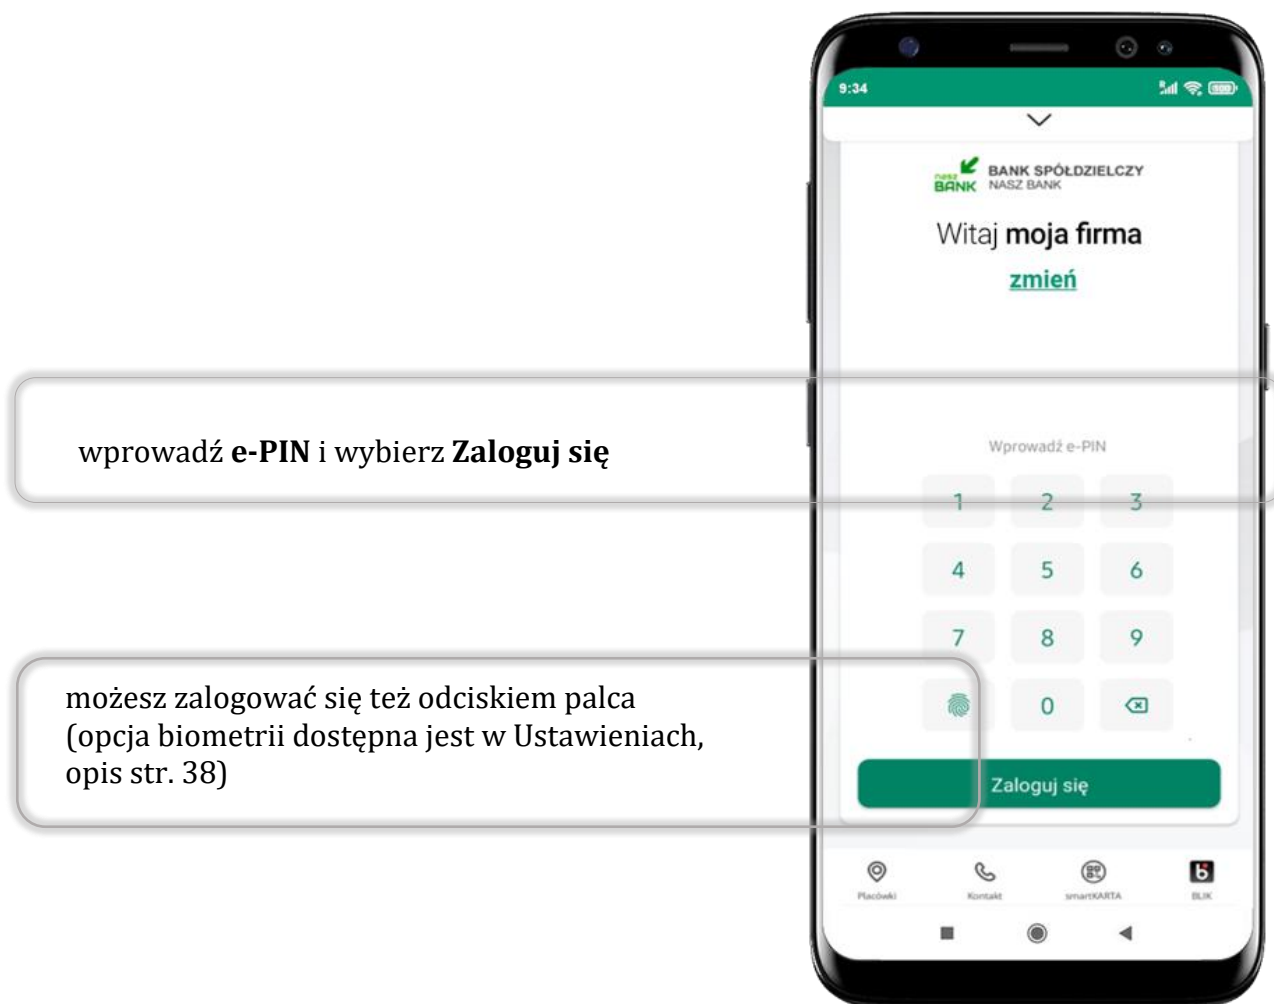 9:34
nasz
BANK
BANK SPÓŁDZIELCZY
NASZ BANK
Witaj moja firma
zmień
wprowadź e-PIN i wybierz Zaloguj się
Wprowadź e-PIN
1 2 3
4 5 6
7 8 9
0
możesz zalogować się też odciskiem palca
(opcja biometrii dostępna jest w Ustawieniach,
opis str. 38)
Zaloguj się
Placówki Kontakt smartKARTA BLIK